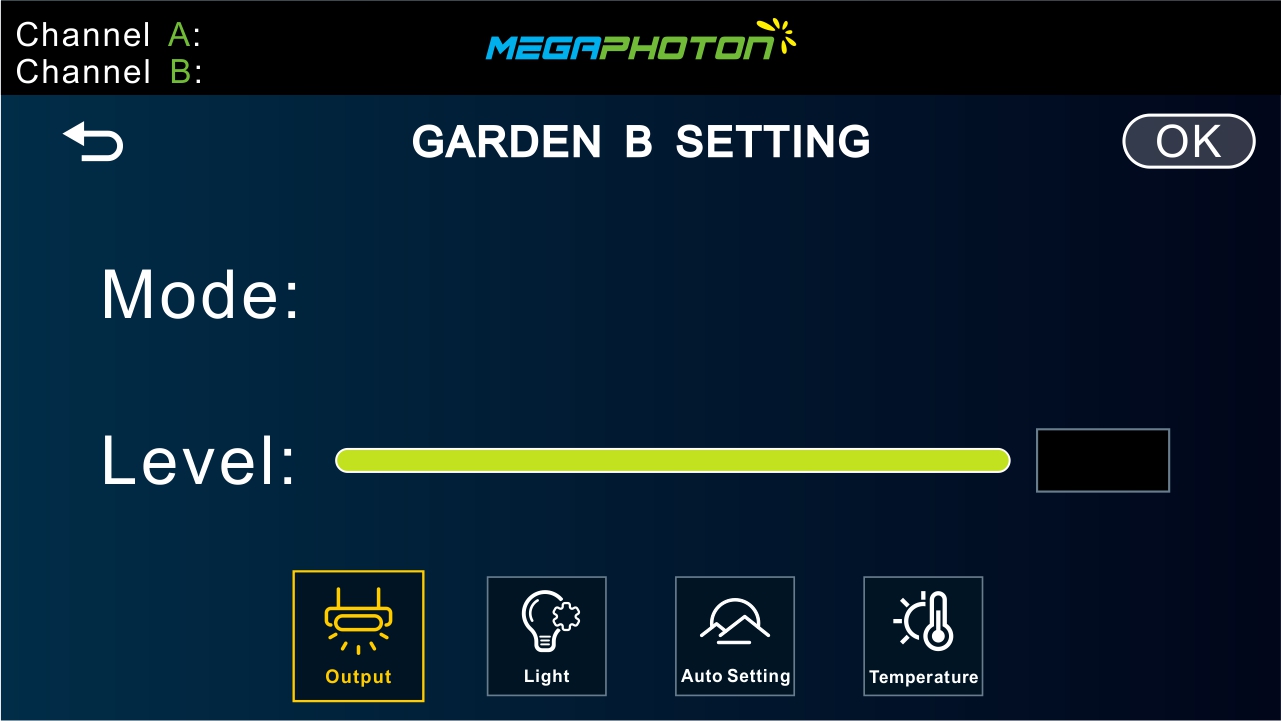 Channel A:
Channel B:
MEGAPHOTON
GARDEN B SETTING
OK
Mode:
Level:
Output
Light
Auto Setting
Temperature